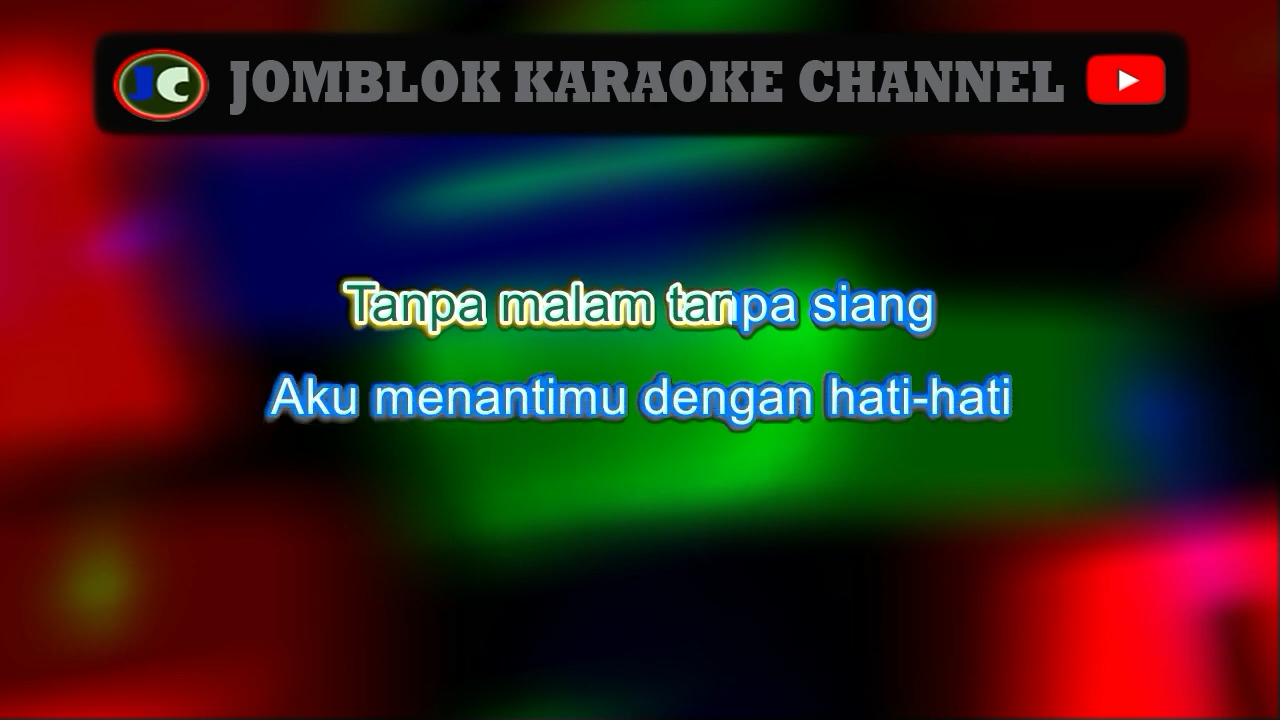 JC JOMBLOK KARAOKE CHANNEL
Tanpa malam tanpa siang
Aku menantimu dengan hati-hati